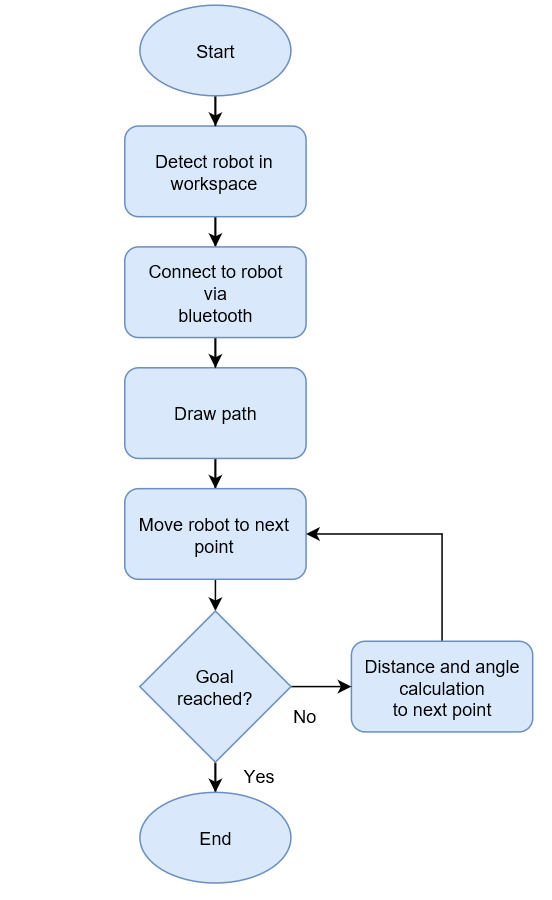 Start
Detect robot in
workspace
Connect to robot
via
bluetooth
Draw path
Move robot to next
point
Goal
reached?
No
Distance and angle
calculation
to next point
Yes
End